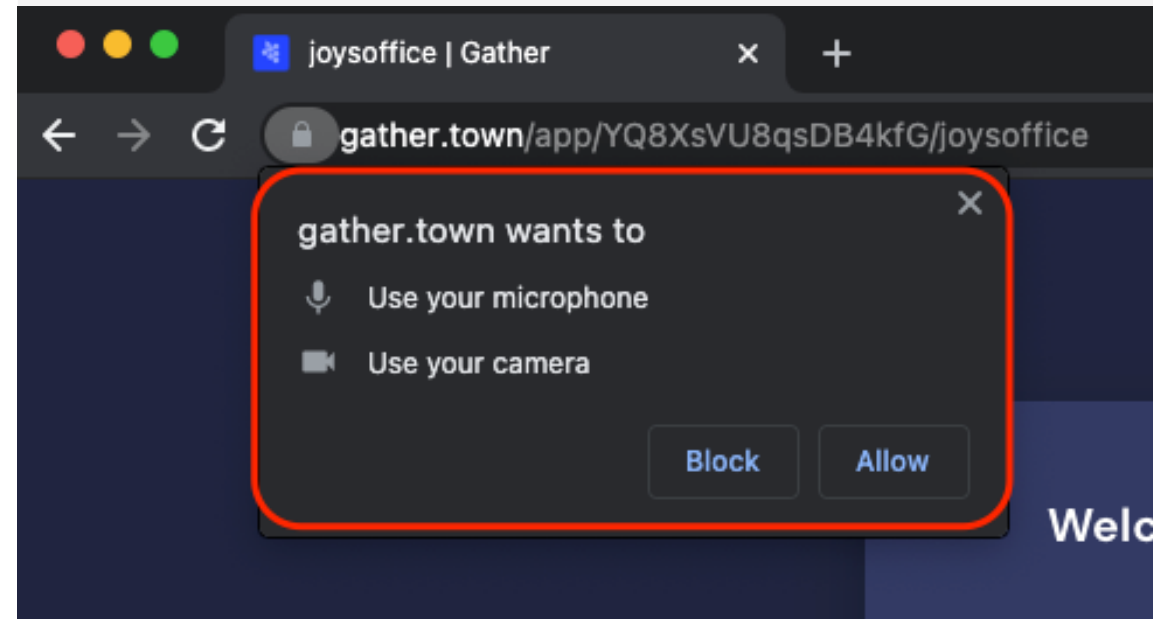 joysoffice | Gather
gather.town/app/YQ8XsVU8qsDB4kfG/joysoffice
gather.town wants to
Use your microphone
Use your camera
Block Allow
Welc